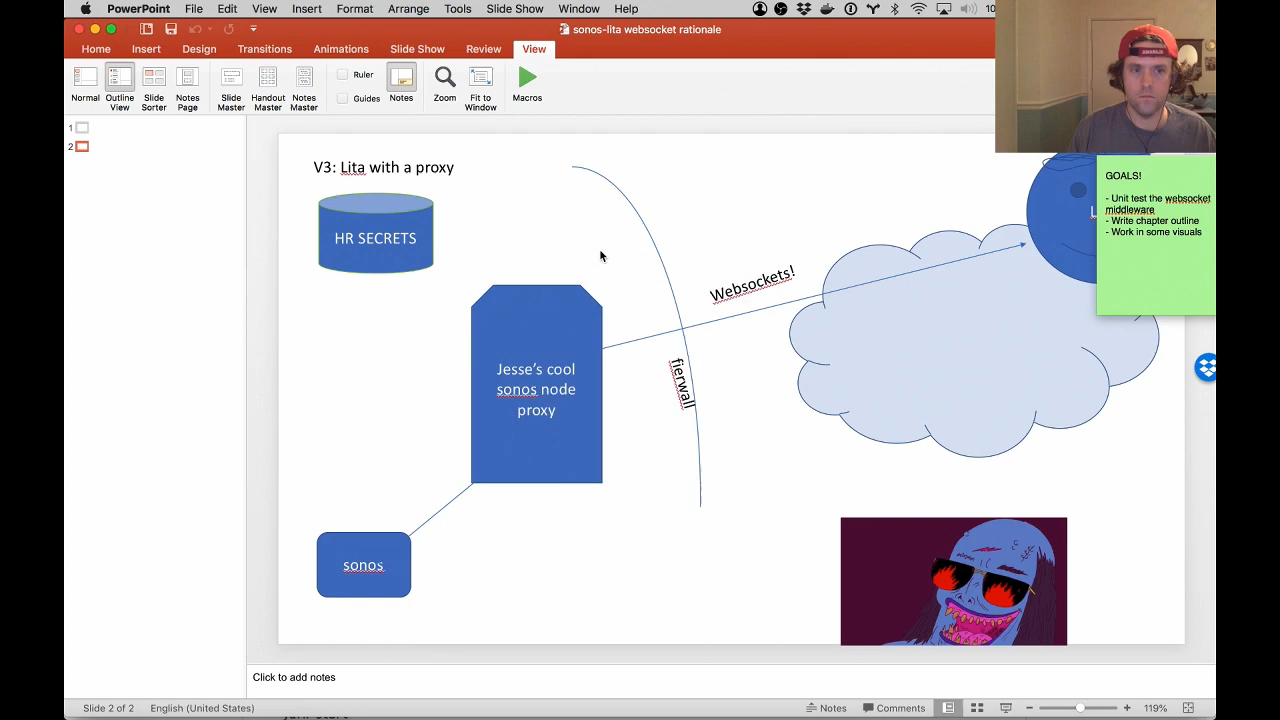 PowerPoint File Edit View Insert Format Arrange Tools Slide Show Window Help
sonos-lita websocket rationale
Home Insert Design Transitions Animations Slide Show Review View
Normal
Outline View
Slide Sorter
Notes Page
Slide Master
Handout Master
Notes Master
Ruler
Guides
Notes
Zoom
Fit to Window
Macros
1
2
V3: Lita with a proxy
HR SECRETS
Jesse's cool
sonos node
proxy
sonos
fierwall
Websockets!
L
GOALS!
- Unit test the websocket
middleware
- Write chapter outline
- Work in some visuals
Click to add notes
Slide 2 of 2 English (United States) Notes Comments 119%